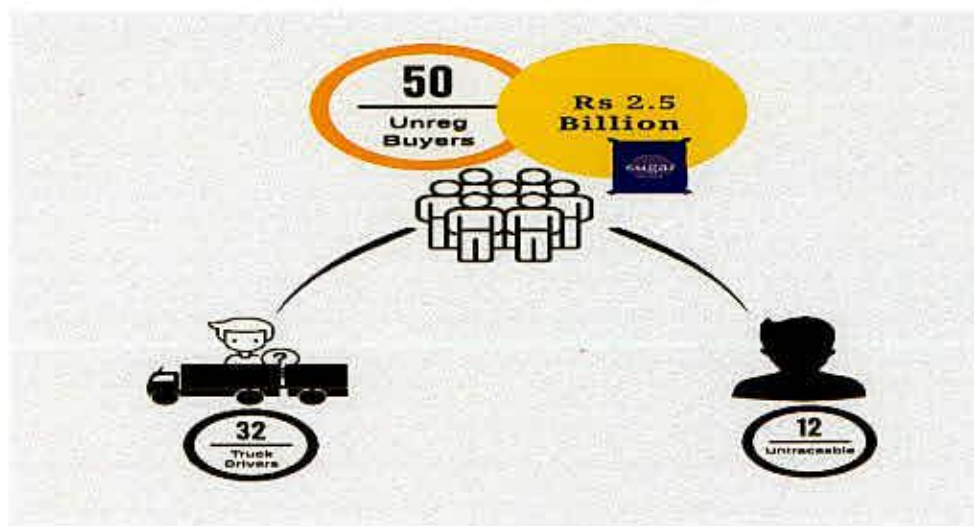 50
Unreg
Buyers
Rs 2.5
Billion
sugar
?
32
Truck
Drivers
12
Untraceable